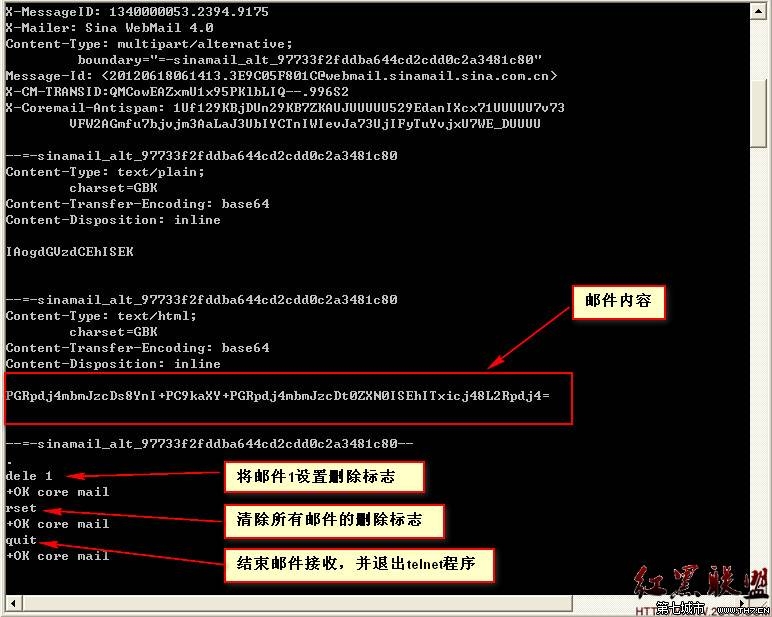 X-MessageID: 1340000053.2394.9175
X-Mailer: Sina WebMail 4.0
Content-Type: multipart/alternative;
boundary="=-sinamail_alt_97733f2fddba644cd2cdd0c2a3481c80"
Message-Id: <20120618061413.3E9C05F801C@webmail.sinamail.sina.com.cn>
X-CM-TRANSID:QMCowEAZxmU1x95PKlbLIQ--.996S2
X-Coremail-Antispam: 1Uf129KBjDUn29KB7ZKAUJUUUUU529EdanIXcx71UUUUU7v73
VFW2AGmfu7bjvjm3AaLaJ3UbIYCTnIWIevJa73UjIFyTuYvjxU7WE_DUUUU
--=-sinamail_alt_97733f2fddba644cd2cdd0c2a3481c80
Content-Type: text/plain;
charset=GBK
Content-Transfer-Encoding: base64
Content-Disposition: inline
IAogdGVzdCEhISEK
--=-sinamail_alt_97733f2fddba644cd2cdd0c2a3481c80
Content-Type: text/html;
charset=GBK
Content-Transfer-Encoding: base64
Content-Disposition: inline
邮件内容
PGRpdj4mbmJzcDs8YnI+PC9kaXY+PGRpdj4mbmJzcDt0ZXN0ISEhITxicj48L2Rpdj4=
--=-sinamail_alt_97733f2fddba644cd2cdd0c2a3481c80--
.
dele 1
将邮件1设置删除标志
+OK core mail
rset
清除所有邮件的删除标志
+OK core mail
quit
结束邮件接收，并退出telnet程序
+OK core mail
红黑联盟
第七城市 WWW.TH7.CN